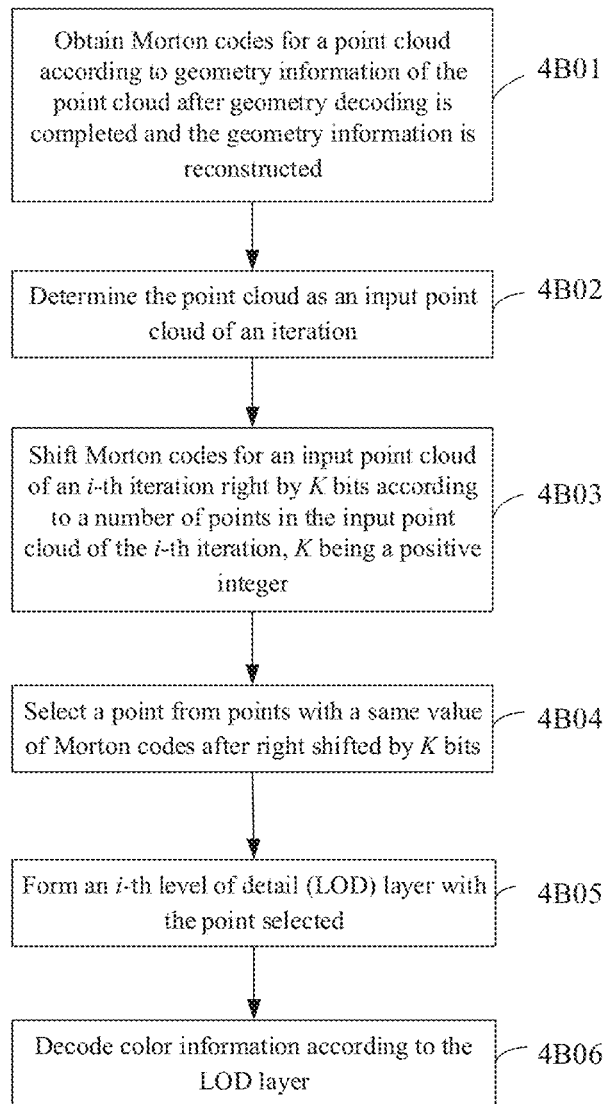 Obtain Morton codes for a point cloud
according to geometry information of the
point cloud after geometry decoding is
completed and the geometry information is
reconstructed
4B01
Determine the point cloud as an input point
cloud of an iteration
4B02
Shift Morton codes for an input point cloud
of an i-th iteration right by K bits according
to a number of points in the input point
cloud of the i-th iteration, K being a positive
integer
4B03
Select a point from points with a same value
of Morton codes after right shifted by K bits
4B04
Form an i-th level of detail (LOD) layer with
the point selected
4B05
Decode color information according to the
LOD layer
4B06